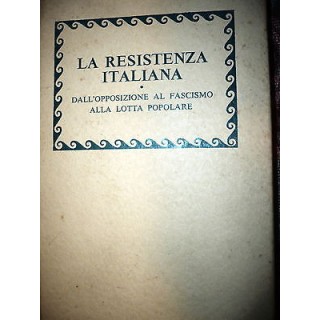 LA RESISTENZA
ITALIANA
DALL'OPPOSIZIONE AL FASCISMO
ALLA LOTTA POPOLARE